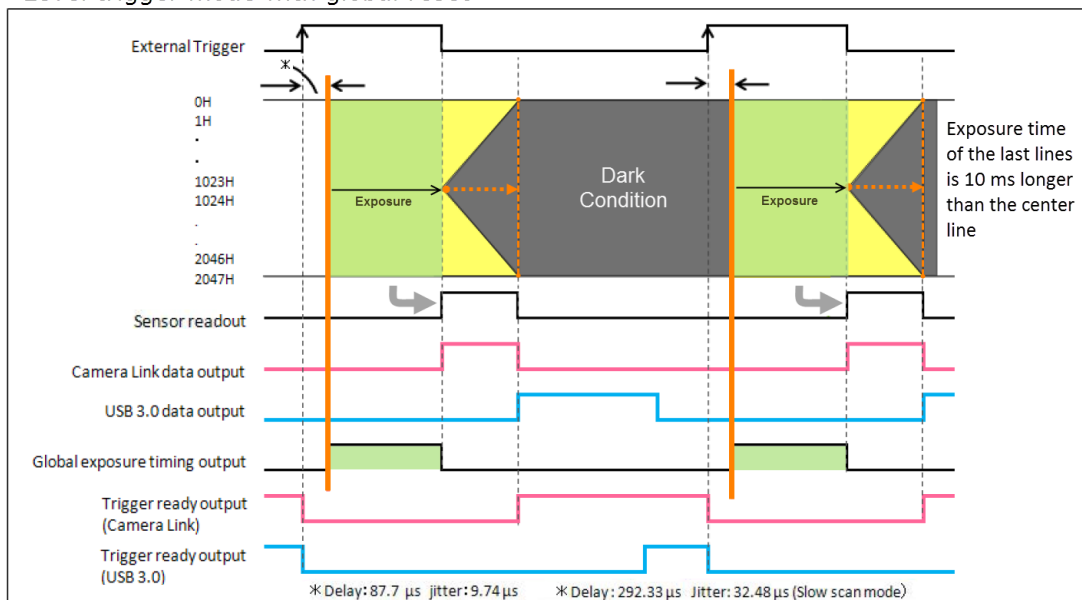 External Trigger
*
0H
1H
.
.
1023H
1024H
.
.
2046H
2047H
Exposure
Dark
Condition
Exposure
Exposure time
of the last lines
is 10 ms longer
than the center
line
Sensor readout
Camera Link data output
USB 3.0 data output
Global exposure timing output
Trigger ready output
(Camera Link)
Trigger ready output
(USB 3.0)
*Delay: 87.7 μs jitter: 9.74 μs *Delay : 292.33 μs Jitter: 32.48 μs (Slow scan mode)